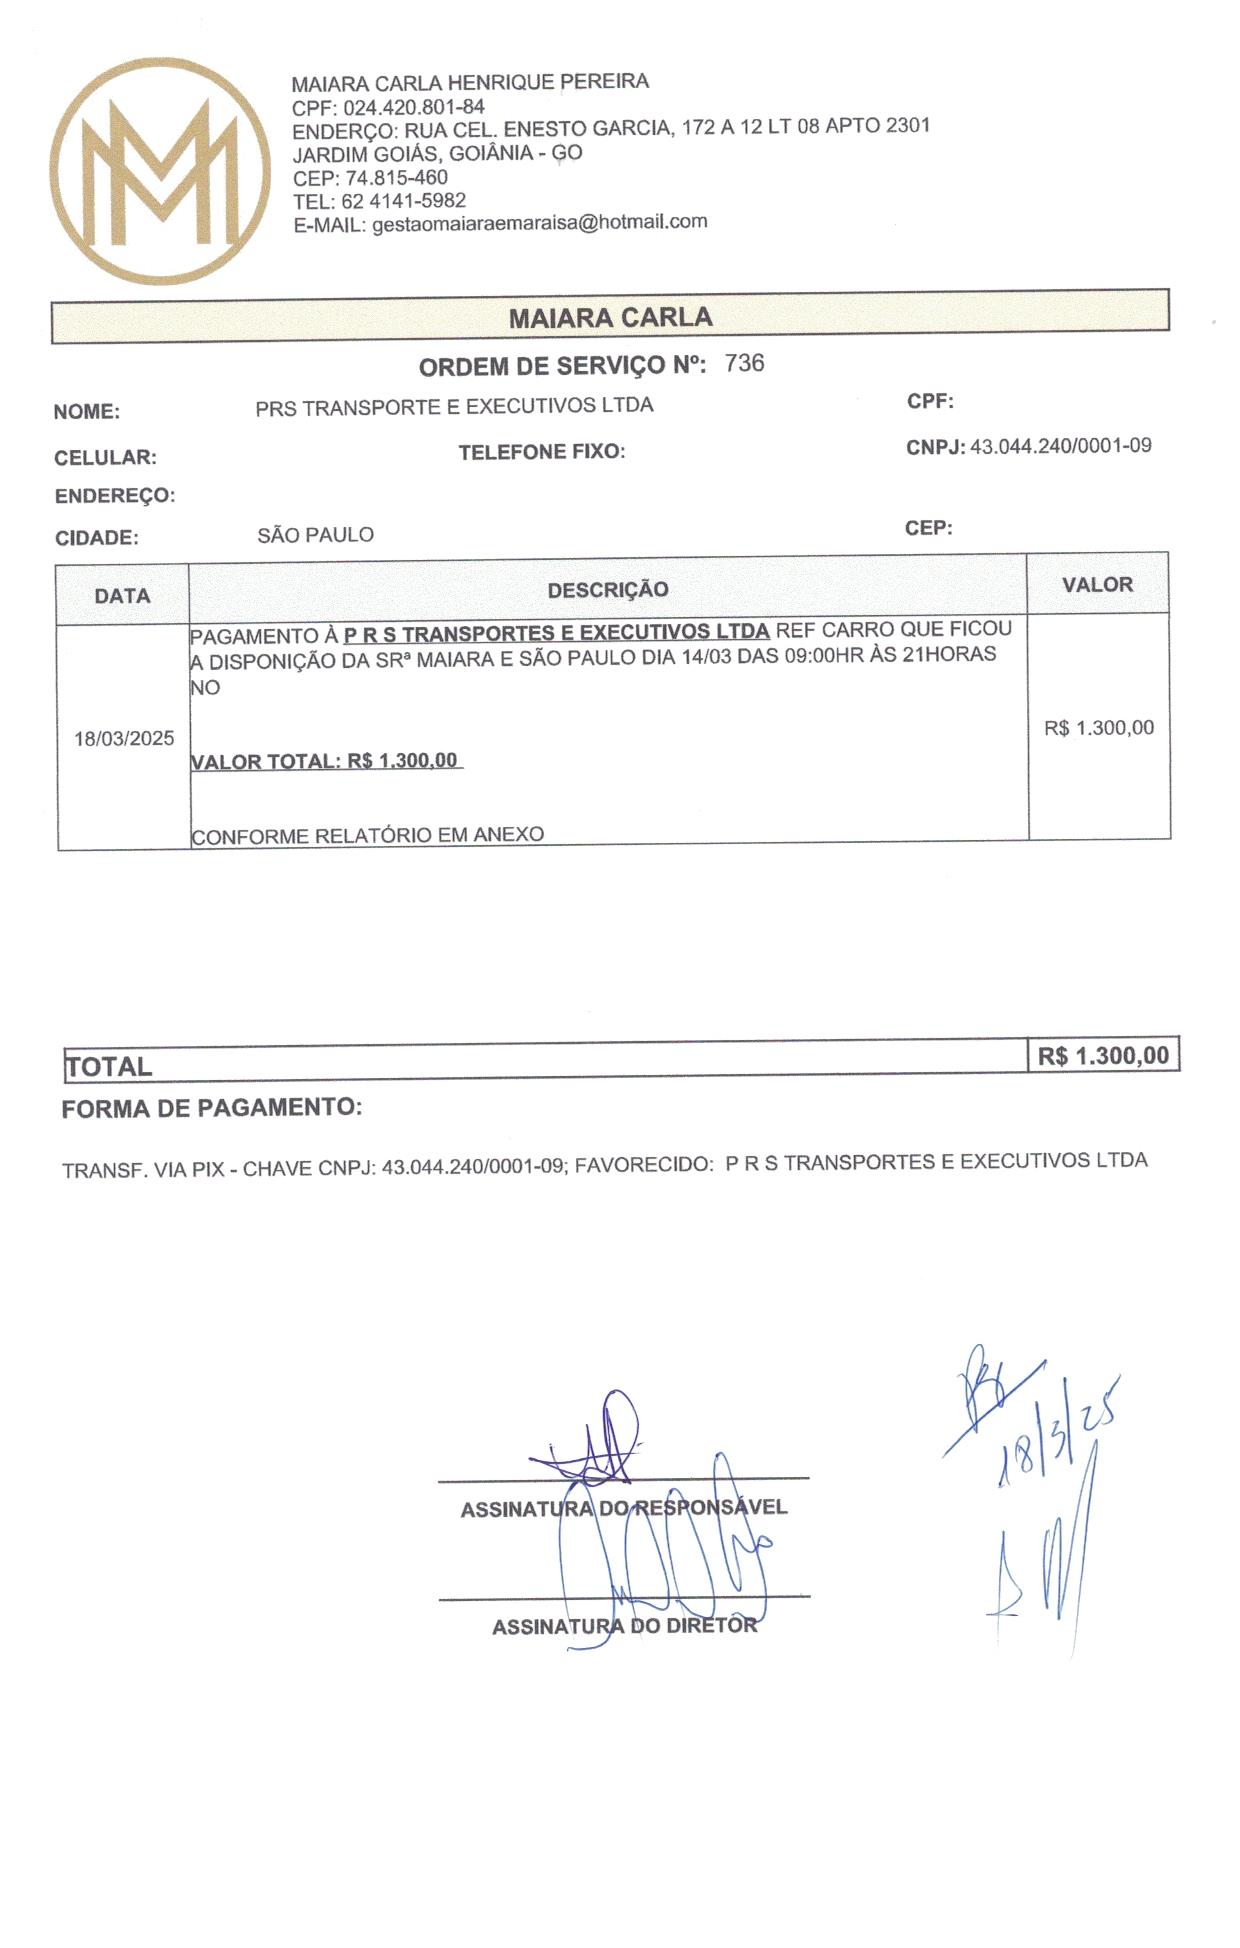 MAIARA CARLA HENRIQUE PEREIRA
CPF: 024.420.801-84
ENDERÇO: RUA CEL. ENESTO GARCIA, 172 A 12 LT 08 APTO 2301
JARDIM GOIÁS, GOIÂNIA - GO
CEP: 74.815-460
TEL: 62 4141-5982
E-MAIL: gestaomaiaraemaraisa@hotmail.com
MAIARA CARLA
ORDEM DE SERVIÇO Nº: 736
NOME: PRS TRANSPORTE E EXECUTIVOS LTDA CPF:
CELULAR: TELEFONE FIXO: CNPJ: 43.044.240/0001-09
ENDEREÇO:
CIDADE: SÃO PAULO CEP:
DATA DESCRIÇÃO VALOR
PAGAMENTO À P R S TRANSPORTES E EXECUTIVOS LTDA REF CARRO QUE FICOU
A DISPONIÇÃO DA SRª MAIARA E SÃO PAULO DIA 14/03 DAS 09:00HR ÀS 21HORAS
NO
18/03/2025 R$ 1.300,00
VALOR TOTAL: R$ 1.300,00
CONFORME RELATÓRIO EM ANEXO
TOTAL R$ 1.300,00
FORMA DE PAGAMENTO:
TRANSF. VIA PIX - CHAVE CNPJ: 43.044.240/0001-09; FAVORECIDO: P R S TRANSPORTES E EXECUTIVOS LTDA
18/3/25
ASSINATURA DO RESPONSÁVEL
ASSINATURA DO DIRETOR